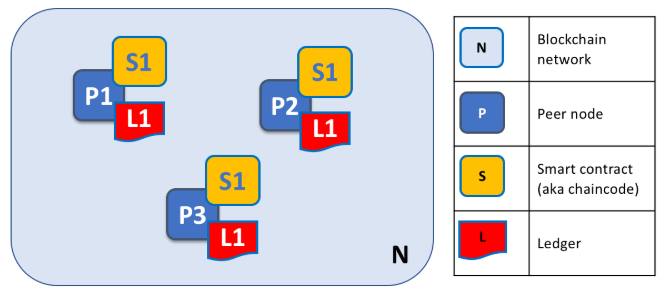 S1
P1
L1
S1
P2
L1
S1
P3
L1
N
N
Blockchain
network
P
Peer node
S
Smart contract
(aka chaincode)
L
Ledger